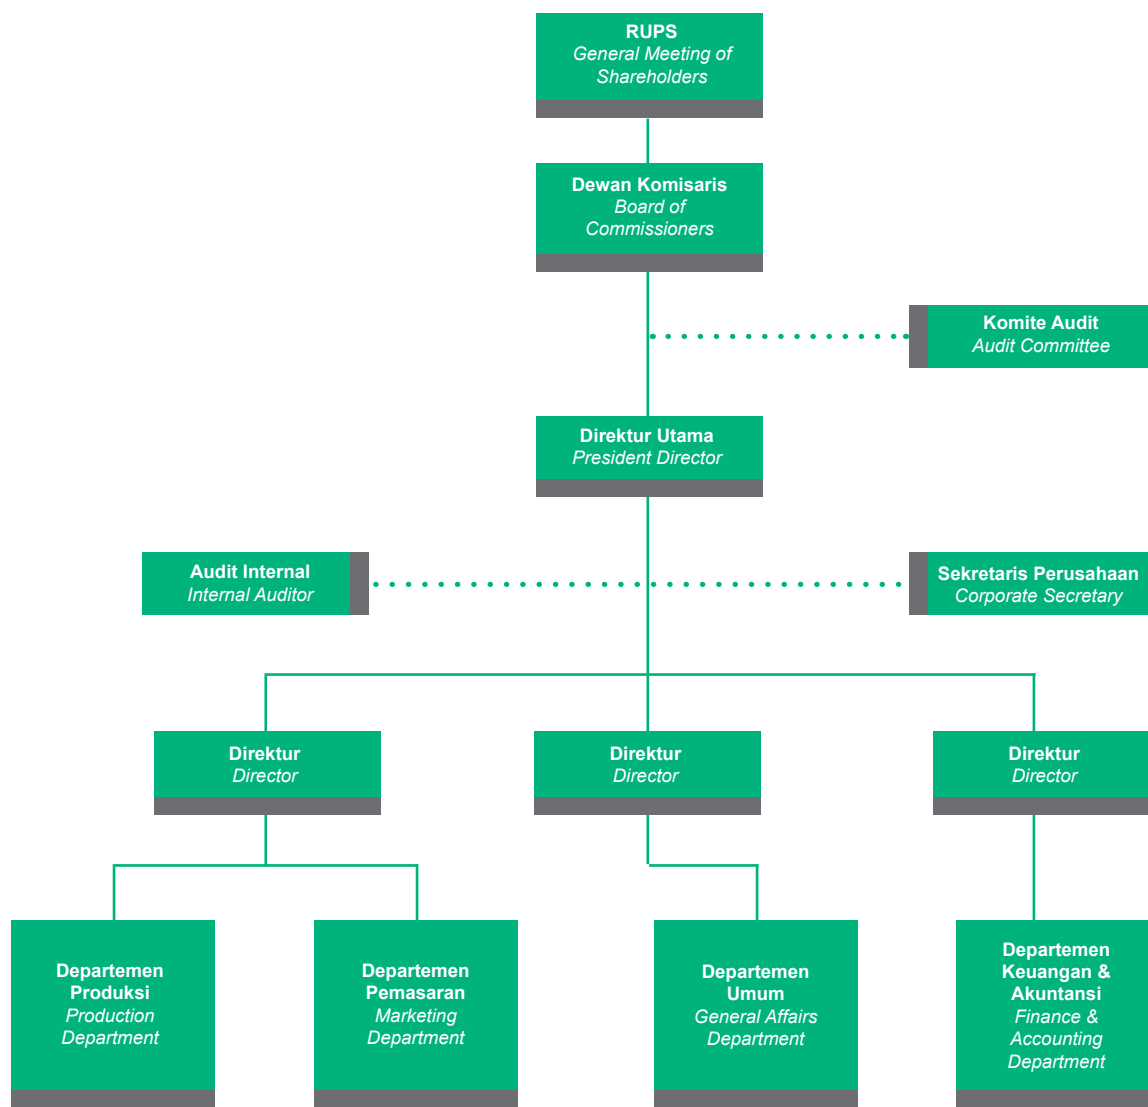 RUPS
General Meeting of
Shareholders
Dewan Komisaris
Board of
Commissioners
Komite Audit
Audit Committee
Direktur Utama
President Director
Audit Internal
Internal Auditor
Sekretaris Perusahaan
Corporate Secretary
Direktur
Director
Direktur
Director
Direktur
Director
Departemen
Produksi
Production
Department
Departemen
Pemasaran
Marketing
Department
Departemen
Umum
General Affairs
Department
Departemen
Keuangan &
Akuntansi
Finance &
Accounting
Department